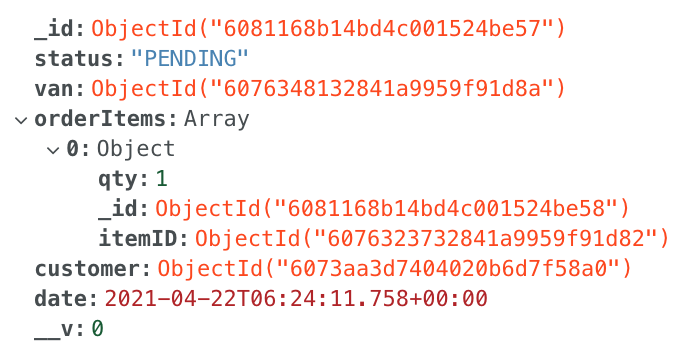 _id: ObjectId("6081168b14bd4c001524be57")
status: "PENDING"
van: ObjectId("6076348132841a9959f91d8a")
orderItems: Array
0: Object
qty: 1
_id: ObjectId("6081168b14bd4c001524be58")
itemID: ObjectId("6076323732841a9959f91d82")
customer: ObjectId("6073aa3d7404020b6d7f58a0")
date: 2021-04-22T06:24:11.758+00:00
__v: 0